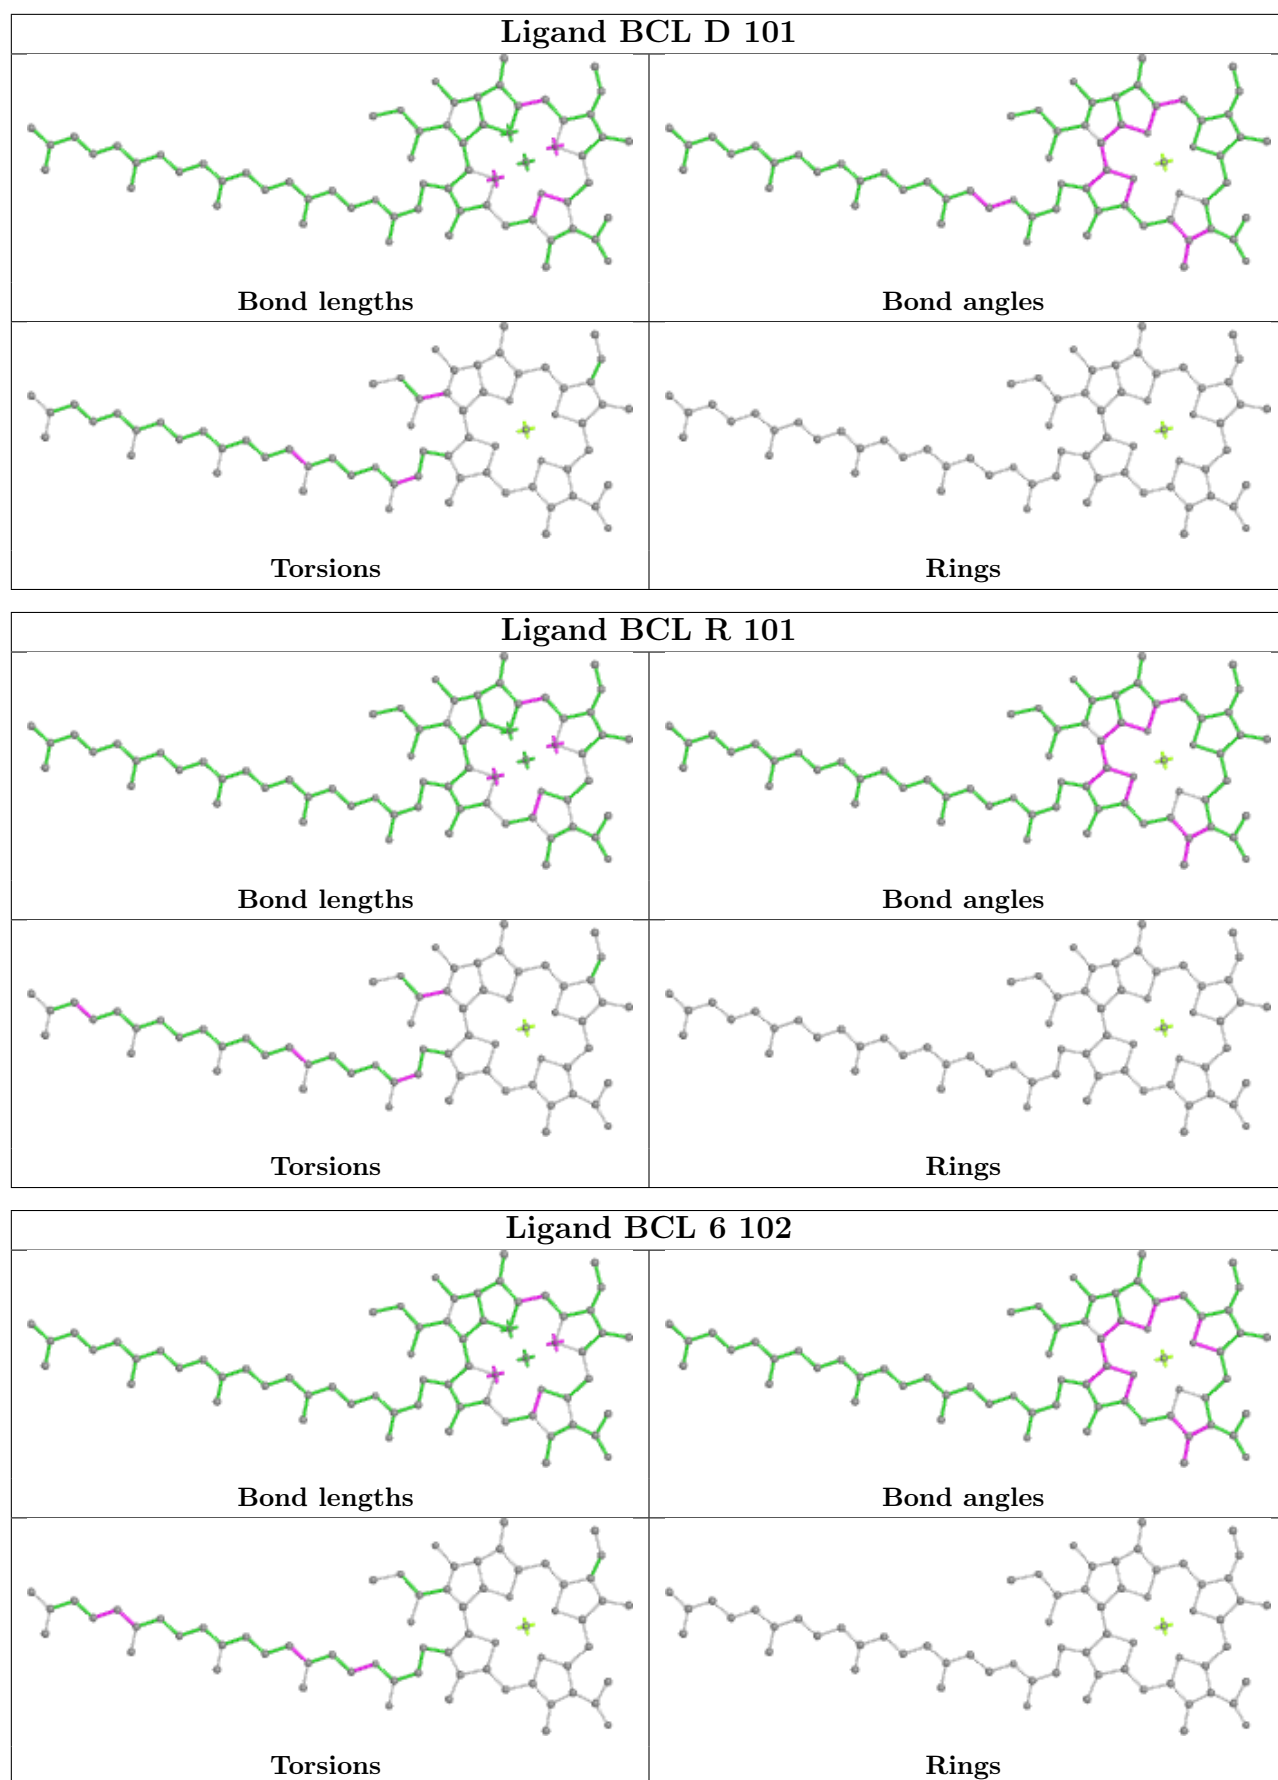 Ligand BCL D 101
Bond lengths
Bond angles
Torsions
Rings
Ligand BCL R 101
Bond lengths
Bond angles
Torsions
Rings
Ligand BCL 6 102
Bond lengths
Bond angles
Torsions
Rings